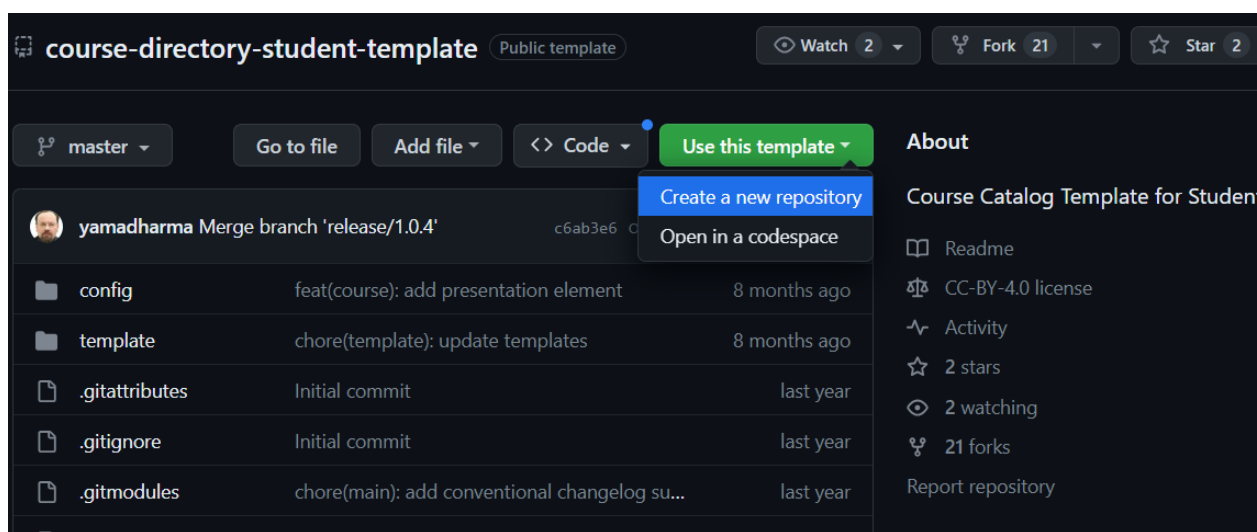 course-directory-student-template Public template Watch 2 Fork 21 Star 2
master Go to file Add file Code Use this template
Create a new repository
Open in a codespace
yamadharma Merge branch 'release/1.0.4' c6ab3e6
config feat(course): add presentation element 8 months ago
template chore(template): update templates 8 months ago
.gitattributes Initial commit last year
.gitignore Initial commit last year
.gitmodules chore(main): add conventional changelog su... last year
About
Course Catalog Template for Student
Readme
CC-BY-4.0 license
Activity
2 stars
2 watching
21 forks
Report repository